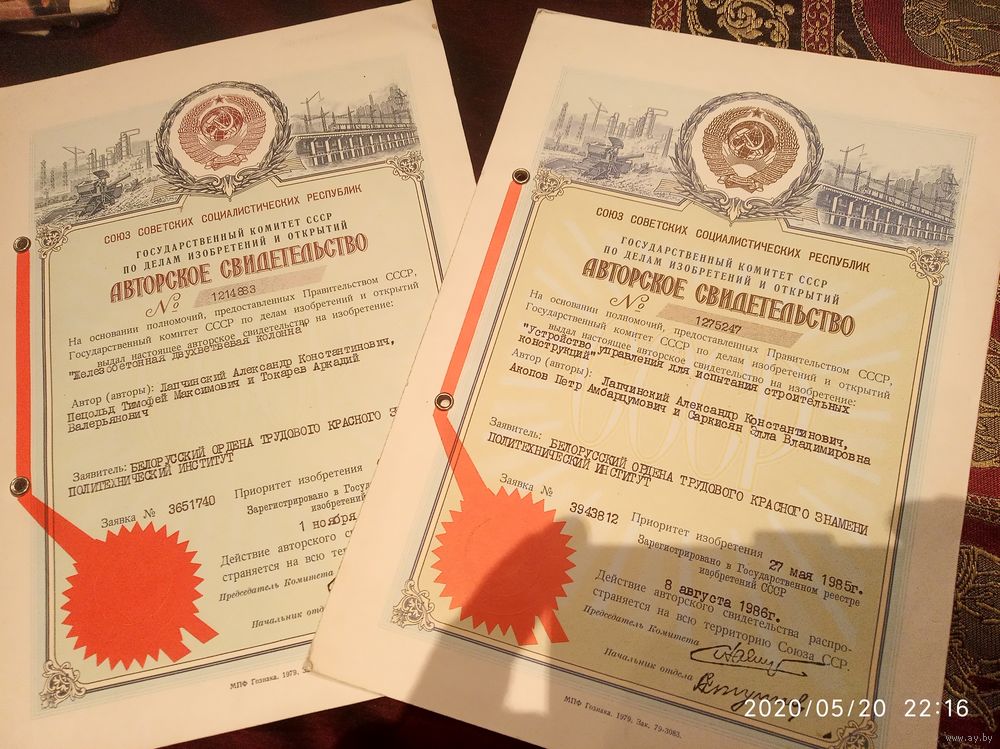 СОЮЗ СОВЕТСКИХ СОЦИАЛИСТИЧЕСКИХ РЕСПУБЛИК
ГОСУДАРСТВЕННЫЙ КОМИТЕТ СССР
ПО ДЕЛАМ ИЗОБРЕТЕНИЙ И ОТКРЫТИЙ
АВТОРСКОЕ СВИДЕТЕЛЬСТВО
№ 1214883
На основании полномочий, предоставленных Правительством СССР,
Государственный комитет СССР по делам изобретений и открытий
выдал настоящее авторское свидетельство на изобретение:
"Железобетонная двухветвевая колонна"
Автор (авторы): Лапчинский Александр Константинович,
Пецольд Тимофей Максимович и Токарев Аркадий
Валерьянович
Заявитель: БЕЛОРУССКИЙ ОРДЕНА ТРУДОВОГО КРАСНОГО
ПОЛИТЕХНИЧЕСКИЙ ИНСТИТУТ
Заявка № 3651740
Приоритет изобретения
Зарегистрировано в
изобретений
1 ноября
Действие авторского
страняется на всю
Председатель Комитета
Начальник
МПФ Гознака. 1979.
СОЮЗ СОВЕТСКИХ СОЦИАЛИСТИЧЕСКИХ РЕСПУБЛИК
ГОСУДАРСТВЕННЫЙ КОМИТЕТ СССР
ПО ДЕЛАМ ИЗОБРЕТЕНИЙ И ОТКРЫТИЙ
АВТОРСКОЕ СВИДЕТЕЛЬСТВО
№ 1275247
На основании полномочий, предоставленных Правительством СССР,
Государственный комитет СССР по делам изобретений и открытий
выдал настоящее авторское свидетельство на изобретение:
"Устройство управления для испытания строительных
конструкций"
Автор (авторы): Лапчинский Александр Константинович,
Акопов Петр Амбарцумович и Саркисян Элла Владимировна
Заявитель: БЕЛОРУССКИЙ ОРДЕНА ТРУДОВОГО КРАСНОГО ЗНАМЕНИ
ПОЛИТЕХНИЧЕСКИЙ ИНСТИТУТ
Заявка № 3943812
Приоритет изобретения 27 мая 1985г.
Зарегистрировано в Государственном реестре
изобретений СССР
8 августа 1986г.
Действие авторского свидетельства распро-
страняется на всю территорию Союза ССР.
Председатель Комитета
Начальник отдела
МПФ Гознака. 1979. Зак. 79-3083.
2020/05/20 22:16
www.ay.by